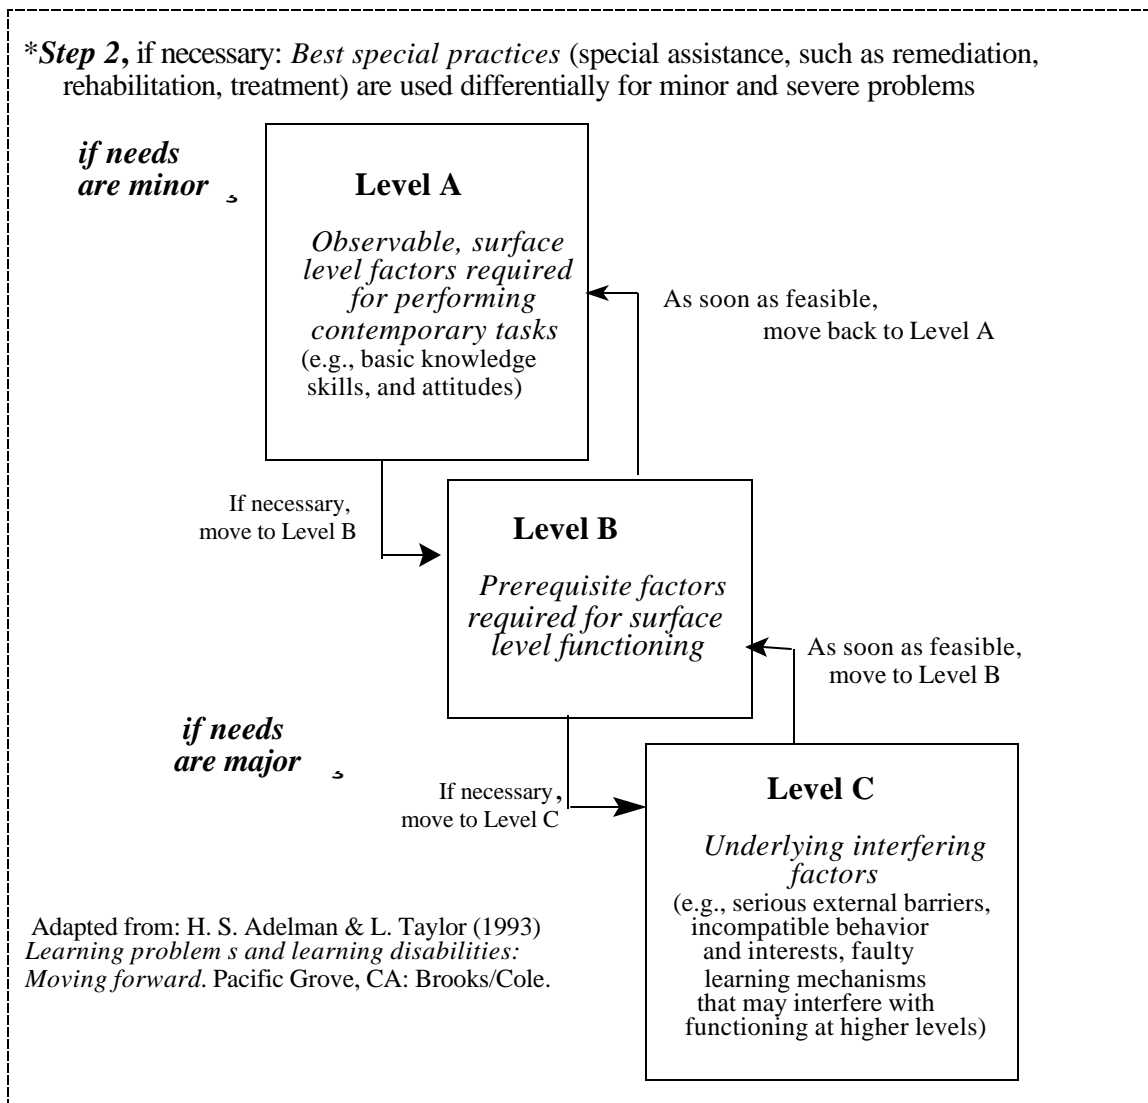 *Step 2, if necessary: Best special practices (special assistance, such as remediation,
rehabilitation, treatment) are used differentially for minor and severe problems
if needs
are minor
Level A
Observable, surface
level factors required
for performing
contemporary tasks
(e.g., basic knowledge
skills, and attitudes)
As soon as feasible,
move back to Level A
If necessary,
move to Level B
Level B
Prerequisite factors
required for surface
level functioning
As soon as feasible,
move to Level B
if needs
are major
If necessary,
move to Level C
Level C
Underlying interfering
factors
(e.g., serious external barriers,
incompatible behavior
and interests, faulty
learning mechanisms
that may interfere with
functioning at higher levels)
Adapted from: H. S. Adelman & L. Taylor (1993)
Learning problem s and learning disabilities:
Moving forward. Pacific Grove, CA: Brooks/Cole.